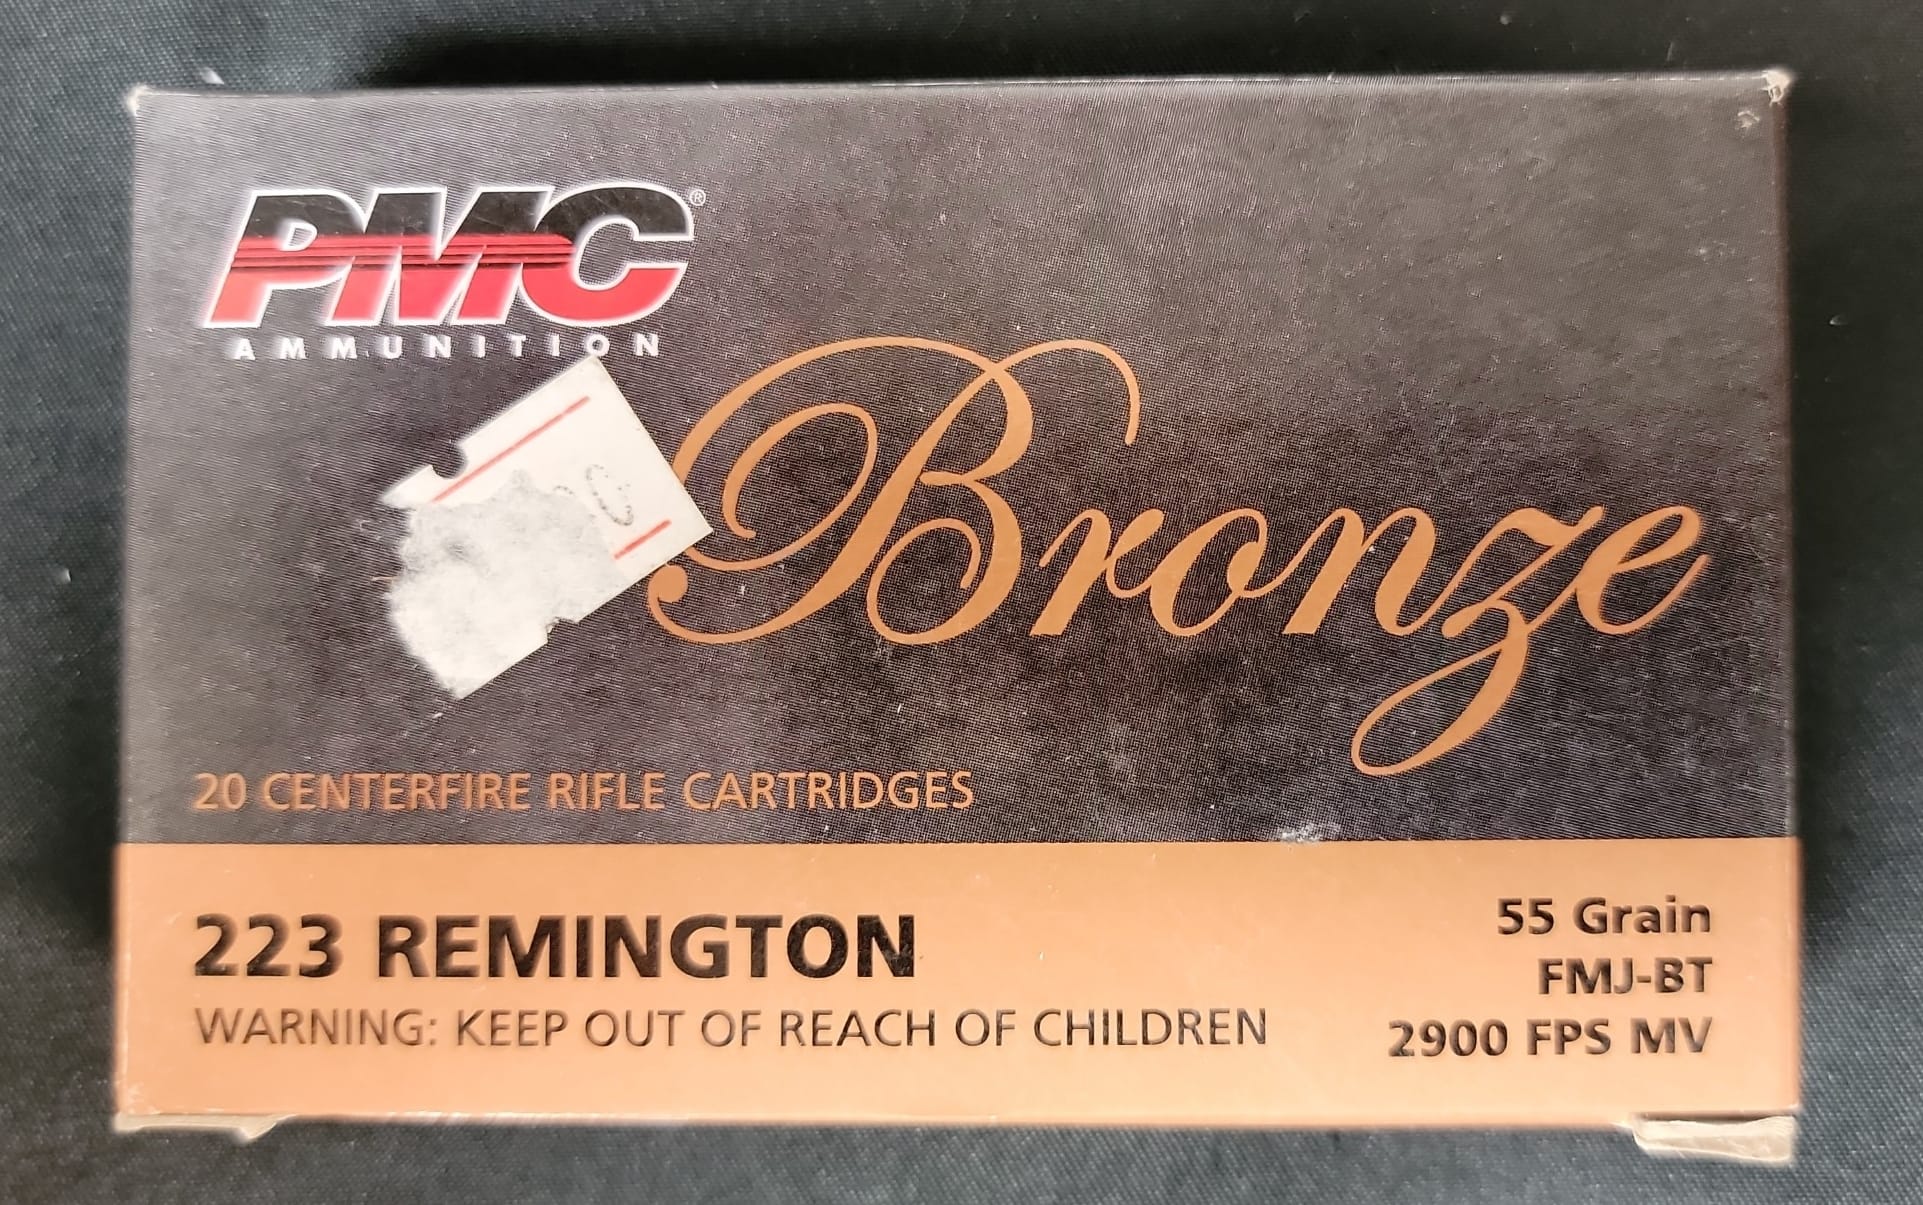 PMC®
AMMUNITION
Bronze
20 CENTERFIRE RIFLE CARTRIDGES
223 REMINGTON
WARNING: KEEP OUT OF REACH OF CHILDREN
55 Grain
FMJ-BT
2900 FPS MV